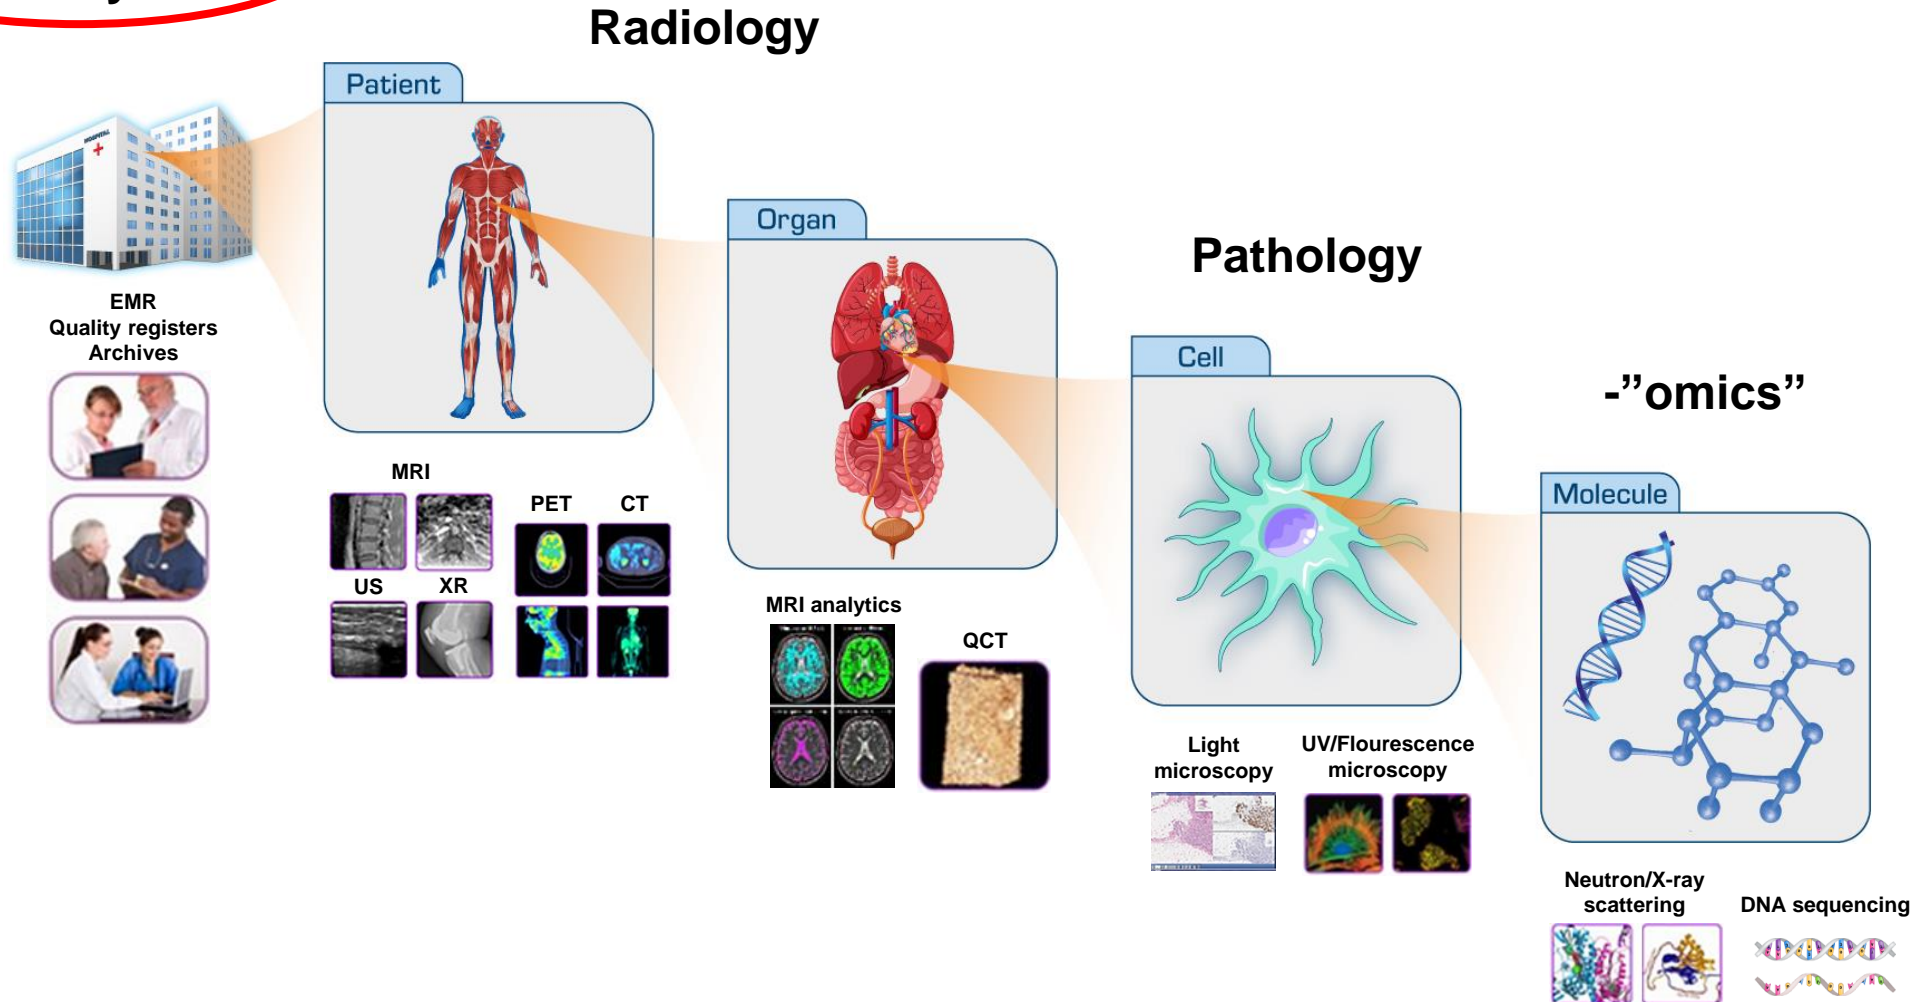 Radiology
Patient
HOSPITAL
Organ
Pathology
EMR
Quality registers
Archives
Cell
-”omics”
MRI
Molecule
PET
CT
US
XR
MRI analytics
QCT
Light
microscopy
UV/Flourescence
microscopy
Neutron/X-ray
scattering
DNA sequencing